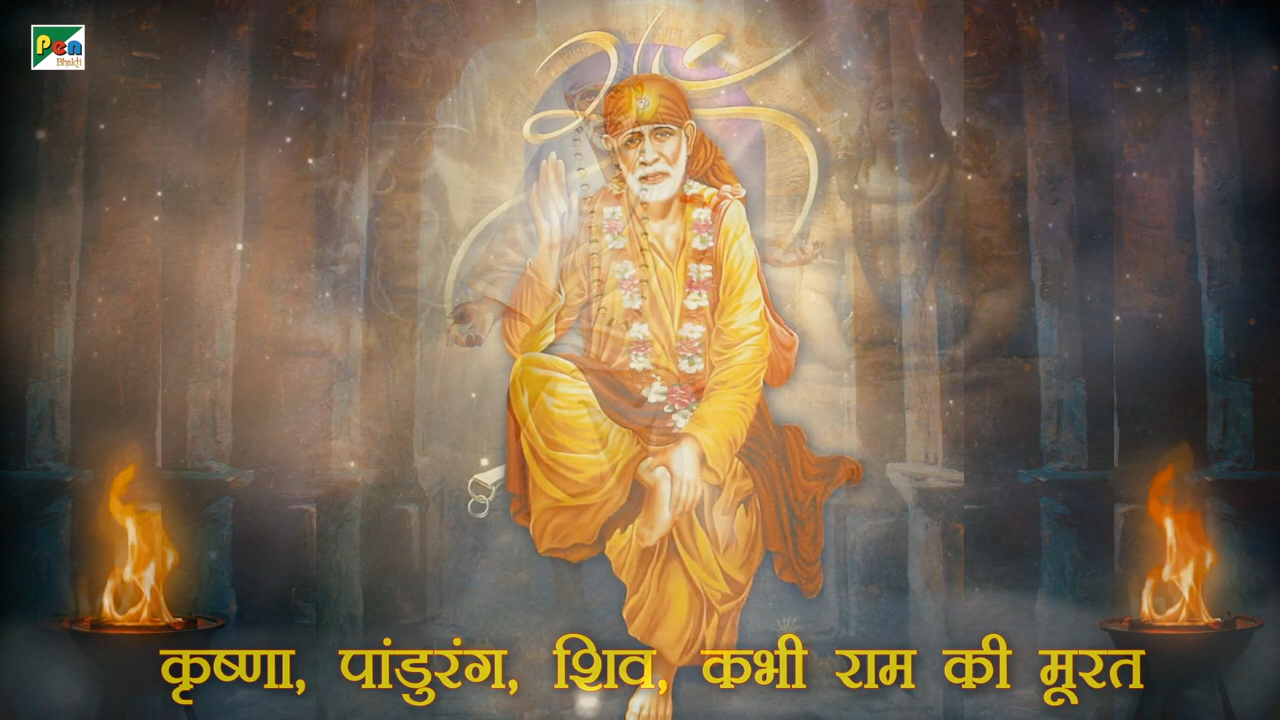 Pen
Bhakti
कृष्णा, पांडुरंग, शिव, कभी राम की मूरत